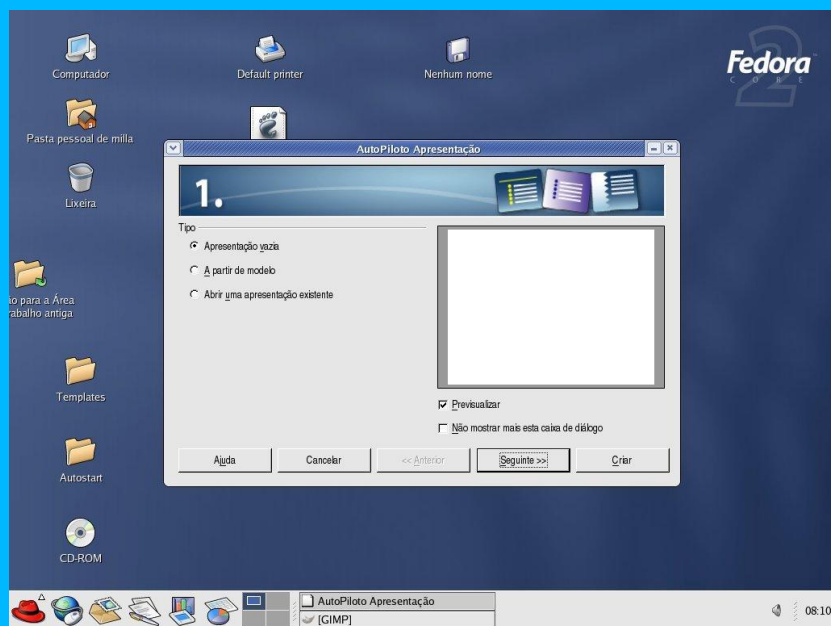 Computador
Default printer
Nenhum nome
Fedora
CORE
2
Pasta pessoal de milla
Lixeira
ão para a Área
rabalho antiga
Templates
Autostart
CD-ROM
AutoPiloto Apresentação
1.
Tipo
Apresentação vazia
A partir de modelo
Abrir uma apresentação existente
Previsualizar
Não mostrar mais esta caixa de diálogo
Ajuda
Cancelar
<< Anterior
Seguinte >>
Criar
AutoPiloto Apresentação
[GIMP]
08:10